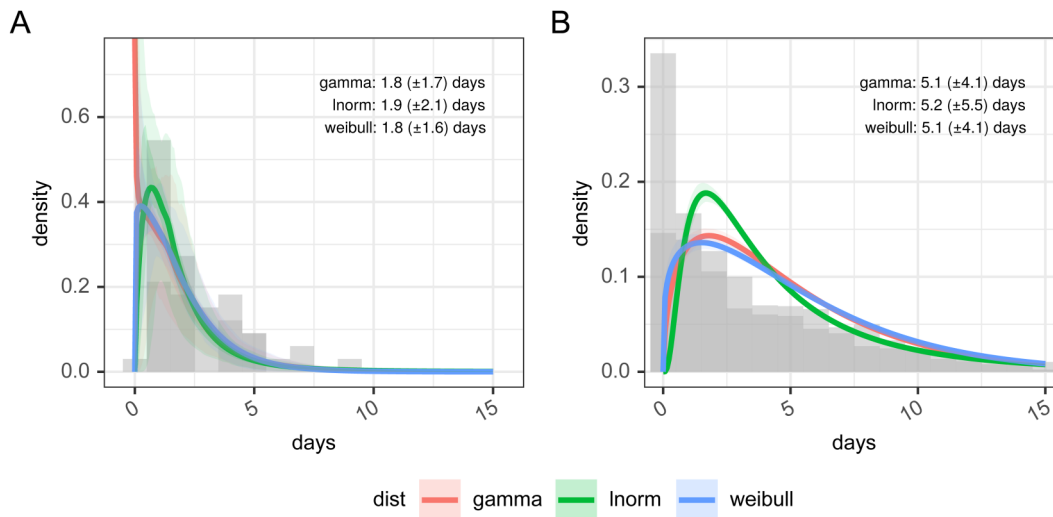 A
B
gamma: 1.8 (±1.7) days
lnorm: 1.9 (±2.1) days
weibull: 1.8 (±1.6) days
gamma: 5.1 (±4.1) days
lnorm: 5.2 (±5.5) days
weibull: 5.1 (±4.1) days
density
0.6
0.4
0.2
0.0
0
5
10
15
days
density
0.3
0.2
0.1
0.0
0
5
10
15
days
dist gamma lnorm weibull